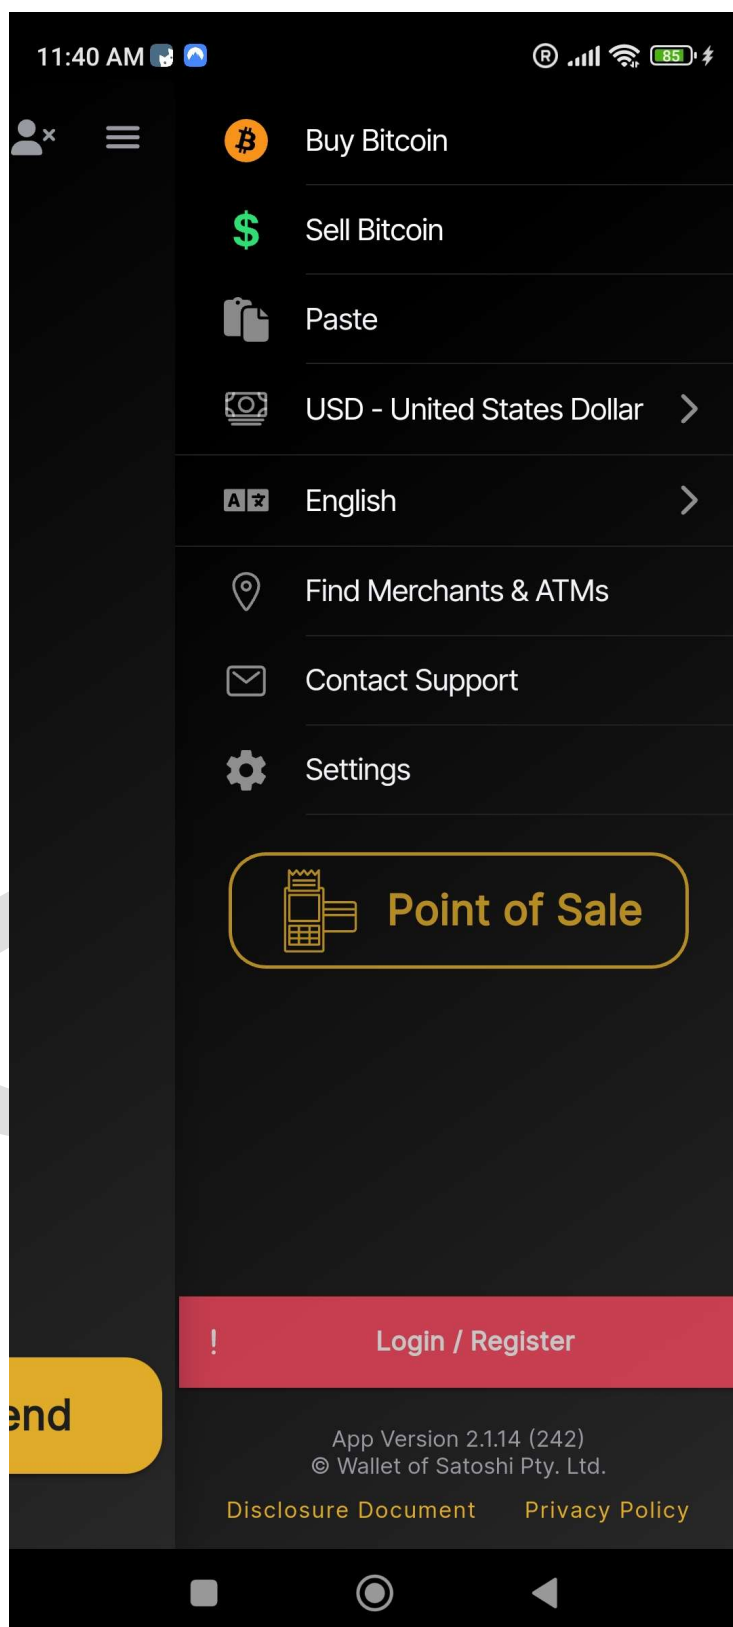 11:40 AM
R
85
Buy Bitcoin
$
Sell Bitcoin
Paste
USD - United States Dollar
A 文
English
Find Merchants & ATMs
Contact Support
Settings
Point of Sale
! Login / Register
end
App Version 2.1.14 (242)
© Wallet of Satoshi Pty. Ltd.
Disclosure Document Privacy Policy